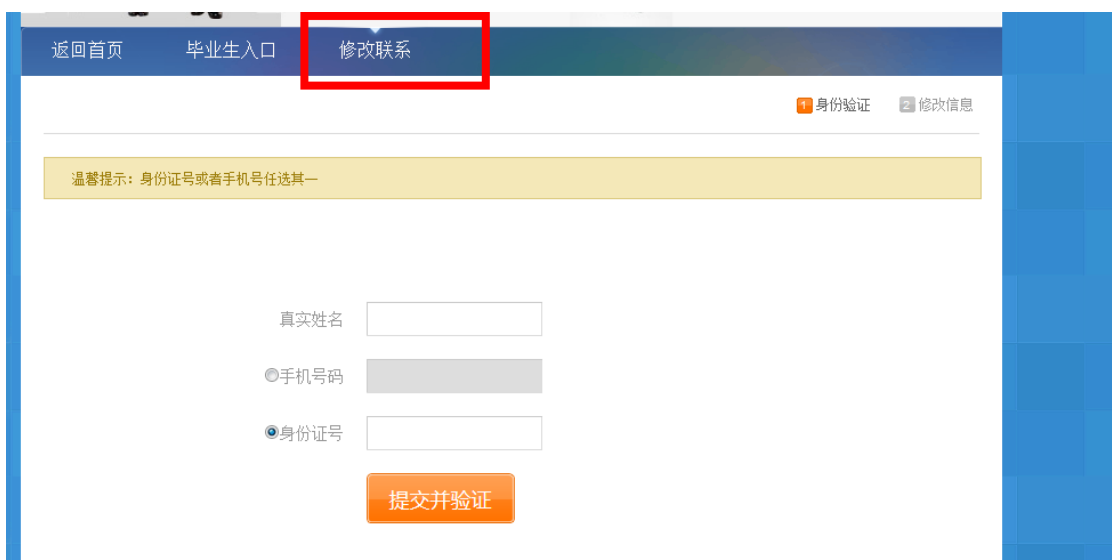 返回首页 毕业生入口 修改联系
1 身份验证 2 修改信息
温馨提示：身份证号或者手机号任选其一
真实姓名
手机号码
身份证号
提交并验证